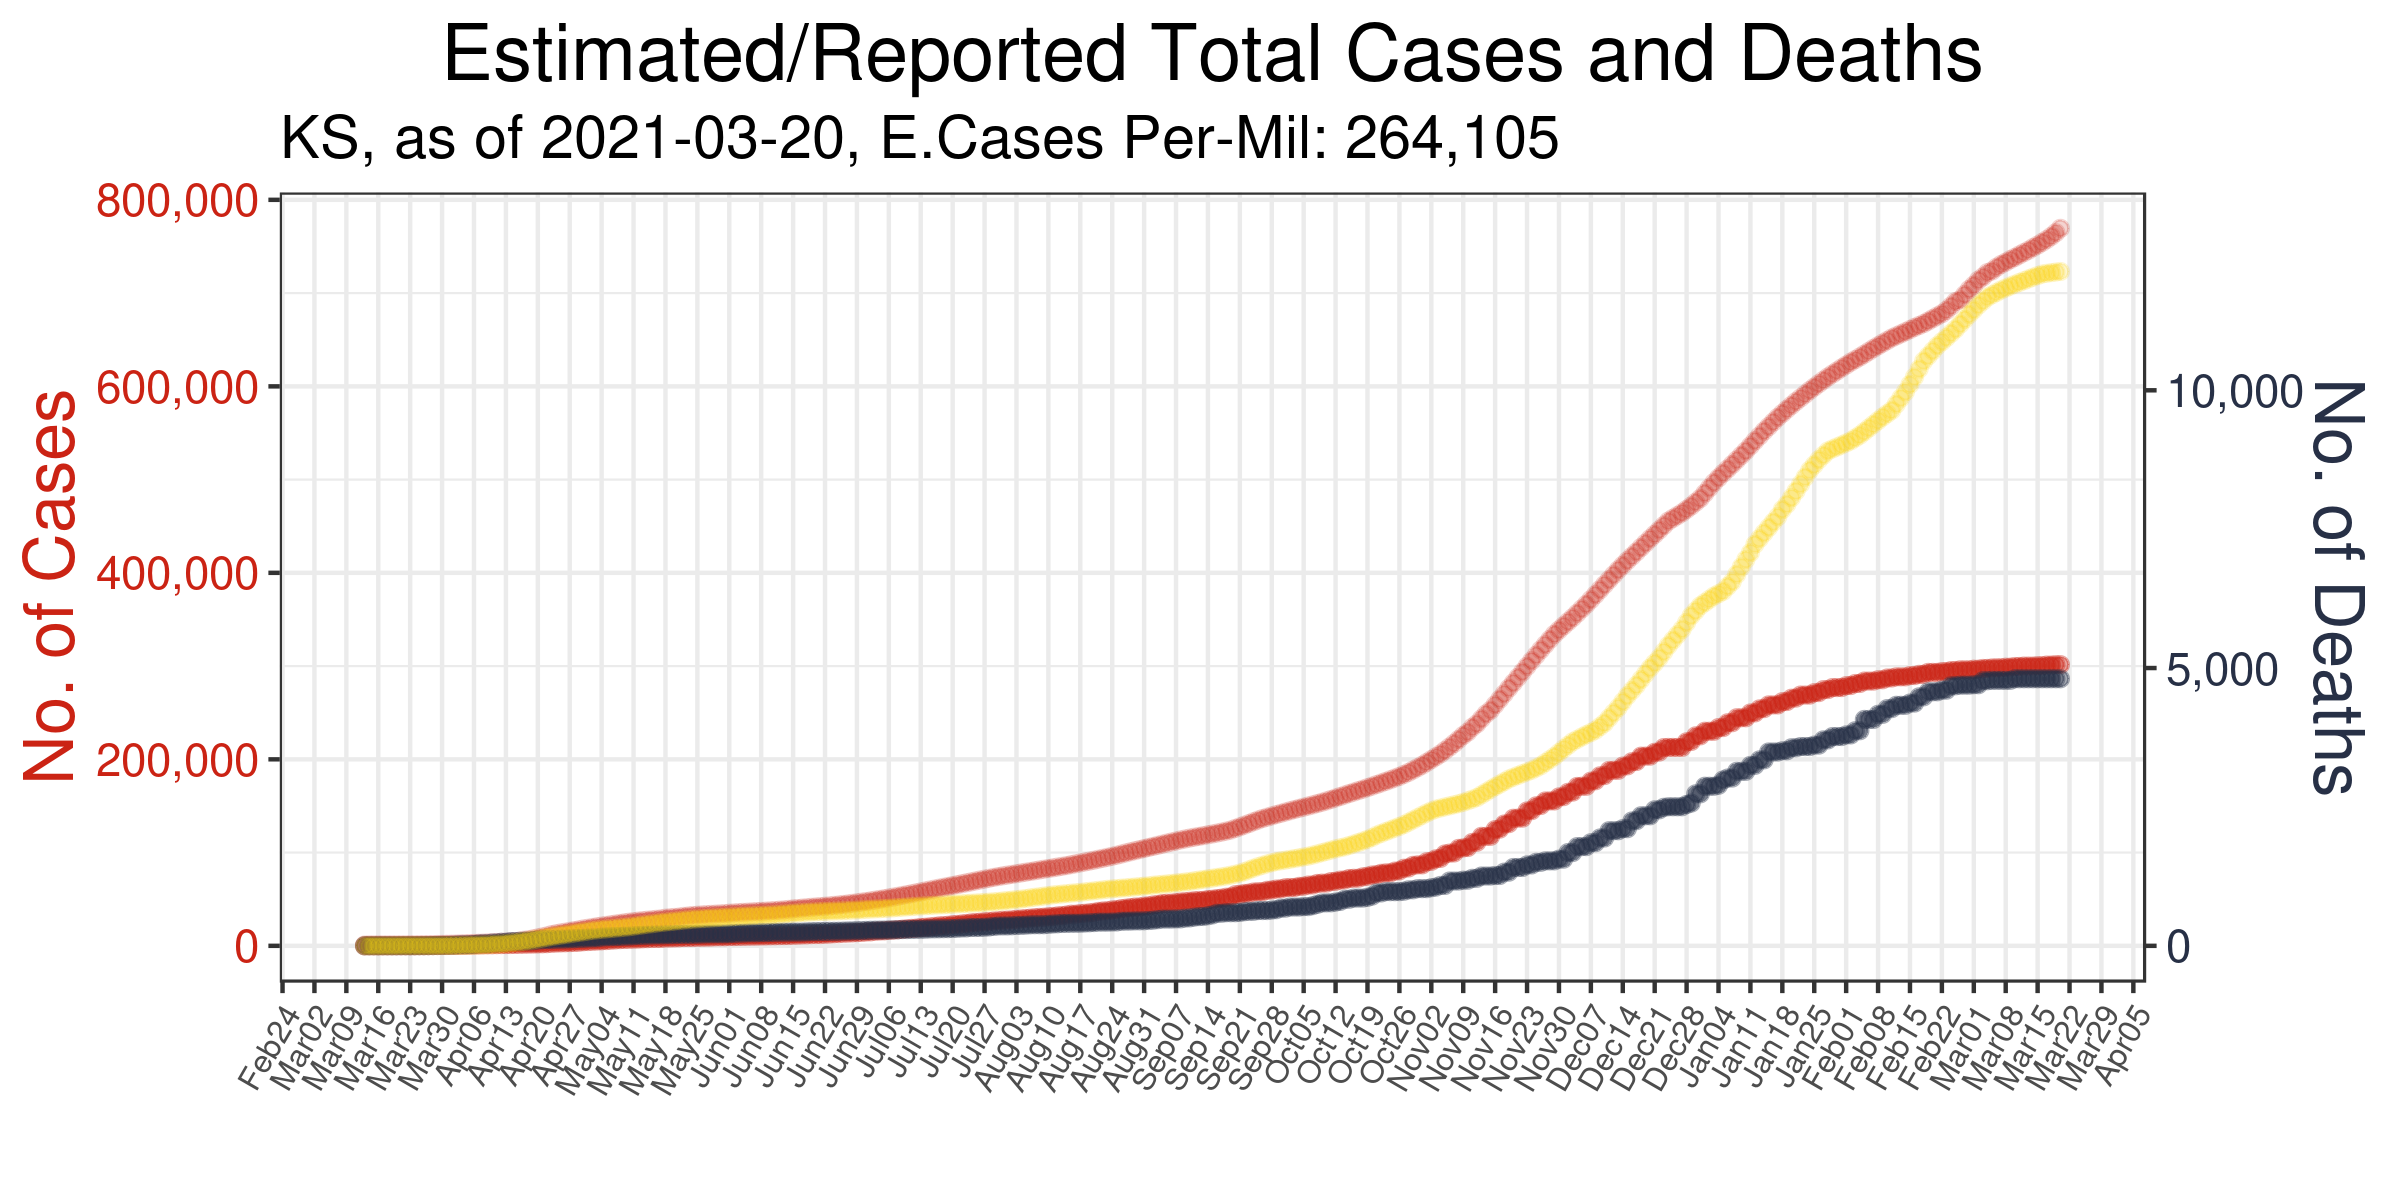 Estimated/Reported Total Cases and Deaths
KS, as of 2021-03-20, E.Cases Per-Mil: 264,105
No. of Cases
800,000
600,000
400,000
200,000
0
10,000
5,000
0
No. of Deaths
Feb24 Mar02 Mar09 Mar16 Mar23 Mar30 Apr06 Apr13 Apr20 Apr27 May04 May11 May18 May25 Jun01 Jun08 Jun15 Jun22 Jun29 Jul06 Jul13 Jul20 Jul27 Aug03 Aug10 Aug17 Aug24 Aug31 Sep07 Sep14 Sep21 Sep28 Oct05 Oct12 Oct19 Oct26 Nov02 Nov09 Nov16 Nov23 Nov30 Dec07 Dec14 Dec21 Dec28 Jan04 Jan11 Jan18 Jan25 Feb01 Feb08 Feb15 Feb22 Mar01 Mar08 Mar15 Mar22 Mar29 Apr05